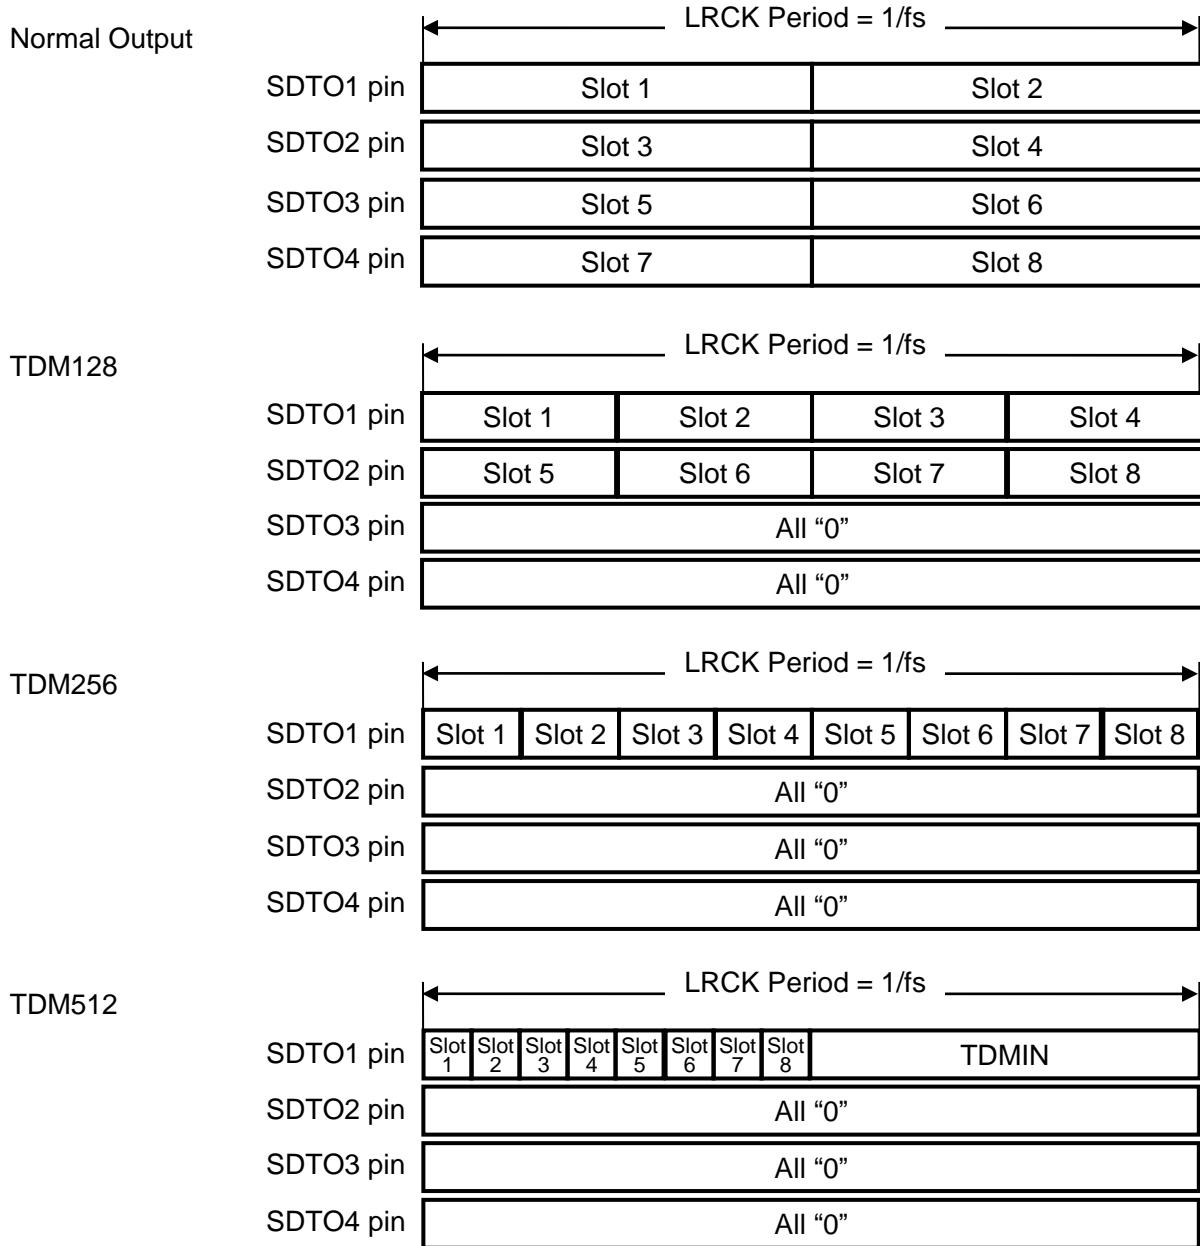 LRCK Period = 1/fs
Normal Output
SDTO1 pin Slot 1 Slot 2
SDTO2 pin Slot 3 Slot 4
SDTO3 pin Slot 5 Slot 6
SDTO4 pin Slot 7 Slot 8
LRCK Period = 1/fs
TDM128
SDTO1 pin Slot 1 Slot 2 Slot 3 Slot 4
SDTO2 pin Slot 5 Slot 6 Slot 7 Slot 8
SDTO3 pin All “0”
SDTO4 pin All “0”
LRCK Period = 1/fs
TDM256
SDTO1 pin Slot 1 Slot 2 Slot 3 Slot 4 Slot 5 Slot 6 Slot 7 Slot 8
SDTO2 pin All “0”
SDTO3 pin All “0”
SDTO4 pin All “0”
LRCK Period = 1/fs
TDM512
SDTO1 pin Slot 1 Slot 2 Slot 3 Slot 4 Slot 5 Slot 6 Slot 7 Slot 8 TDMIN
SDTO2 pin All “0”
SDTO3 pin All “0”
SDTO4 pin All “0”